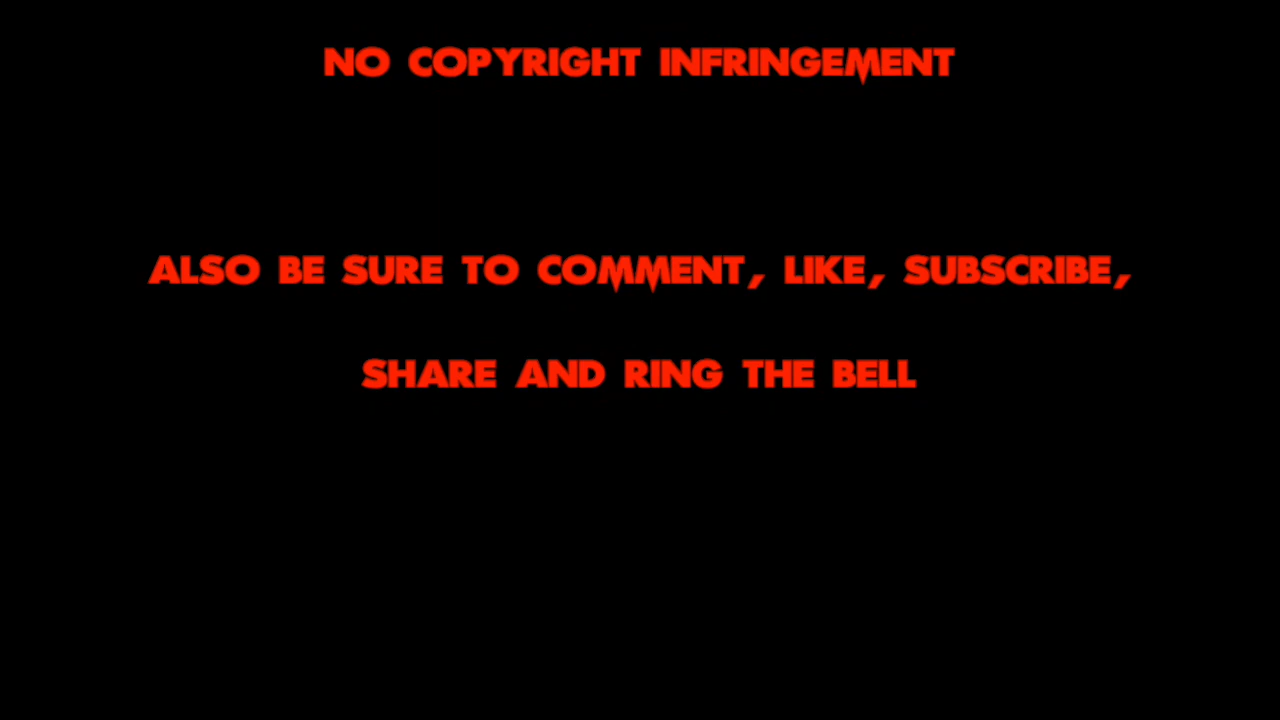 NO COPYRIGHT INFRINGEMENT
ALSO BE SURE TO COMMENT, LIKE, SUBSCRIBE,
SHARE AND RING THE BELL